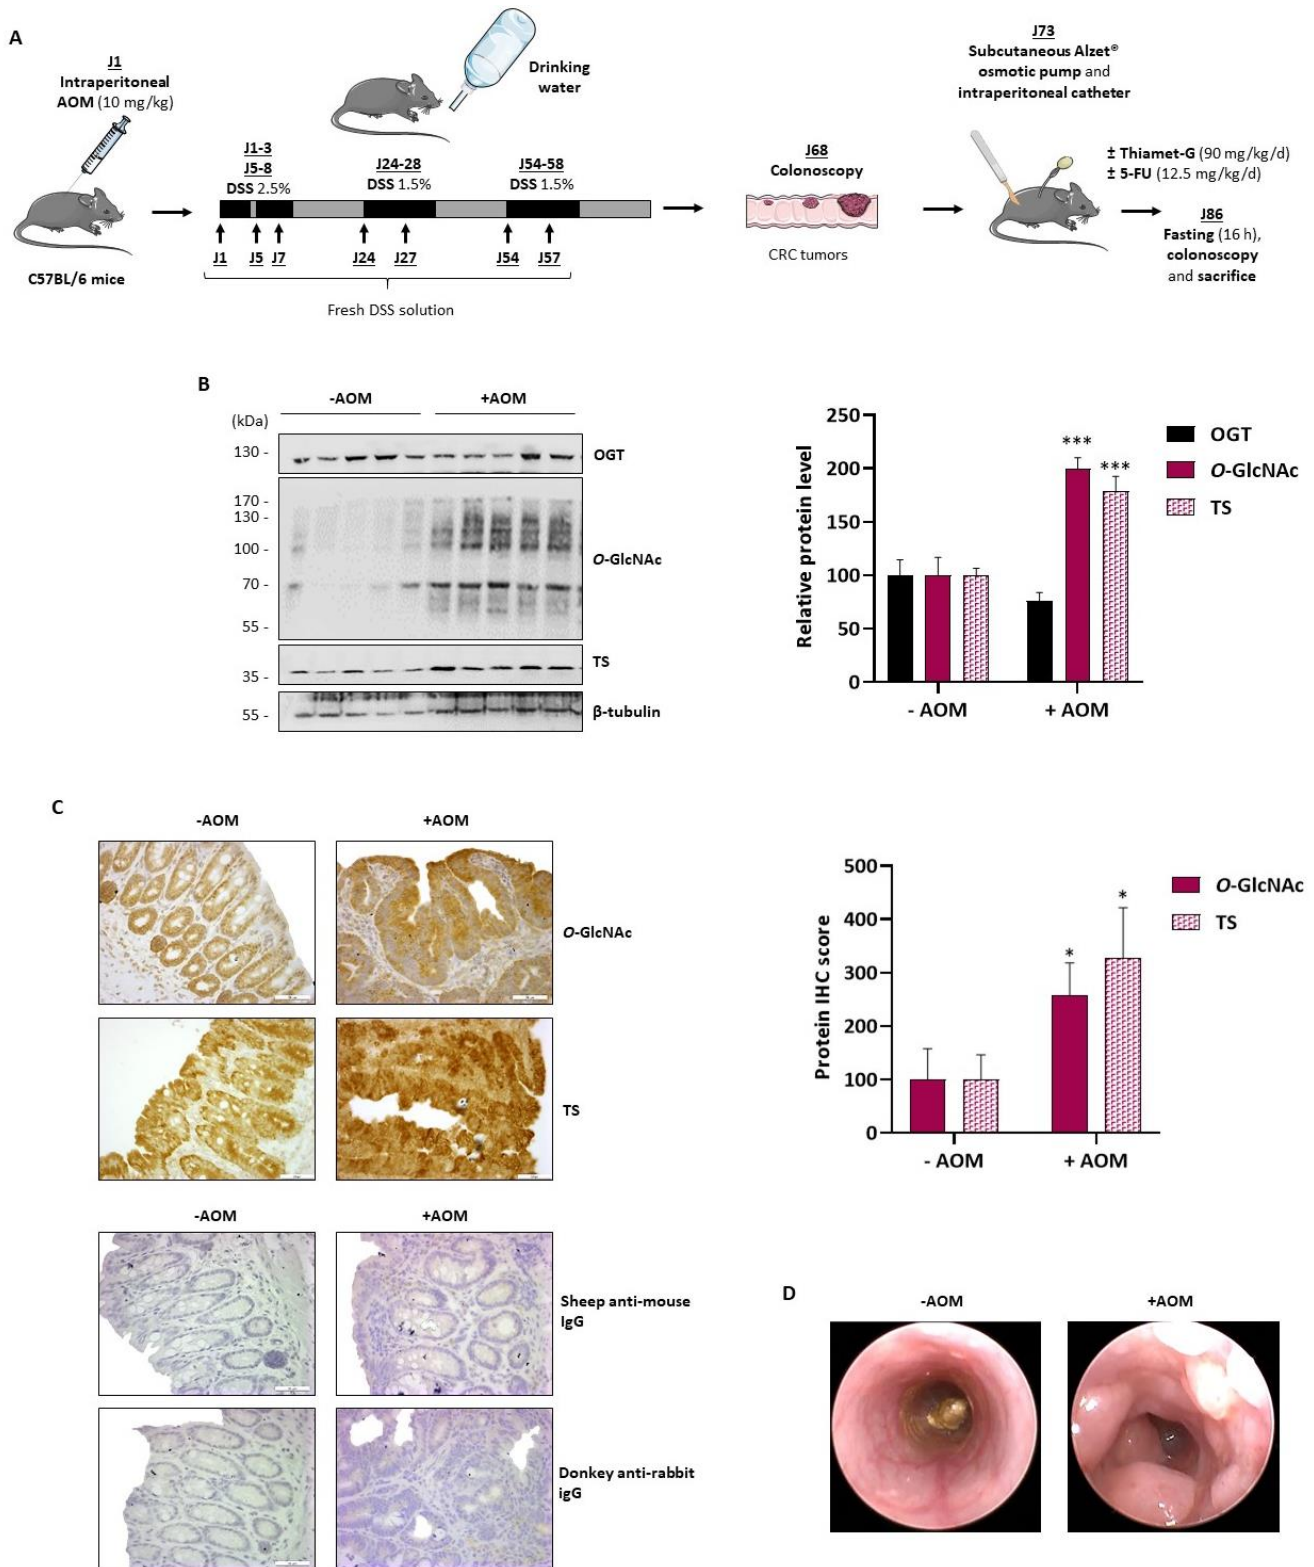 A
J1
Intraperitoneal
AOM (10 mg/kg)
C57BL/6 mice
Drinking
water
J1-3
J5-8
DSS 2.5%
J24-28
DSS 1.5%
J54-58
DSS 1.5%
J1 J5 J7 J24 J27 J54 J57
Fresh DSS solution
J68
Colonoscopy
CRC tumors
J73
Subcutaneous Alzet®
osmotic pump and
intraperitoneal catheter
± Thiamet-G (90 mg/kg/d)
± 5-FU (12.5 mg/kg/d)
J86
Fasting (16 h),
colonoscopy
and sacrifice
B
-AOM +AOM
(kDa)
130 -
OGT
170 -
130 -
100 -
70 -
55 -
O-GlcNAc
35 -
TS
55 -
β-tubulin
Relative protein level
250
200
150
100
50
0
*** ***
- AOM + AOM
OGT
O-GlcNAc
TS
C
-AOM +AOM
O-GlcNAc
TS
-AOM +AOM
Sheep anti-mouse
IgG
Donkey anti-rabbit
igG
Protein IHC score
500
400
300
200
100
0
* *
- AOM + AOM
O-GlcNAc
TS
D
-AOM +AOM